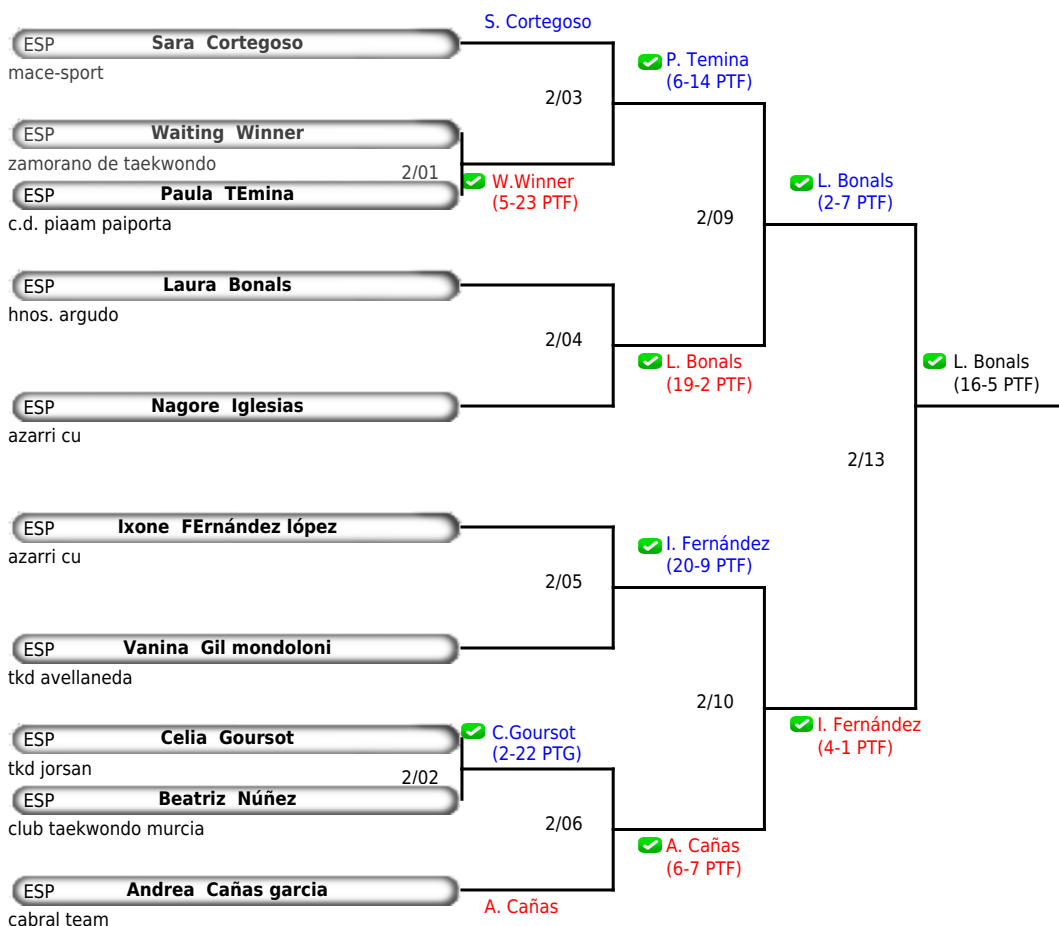 S. Cortegoso
ESP Sara Cortegoso
mace-sport
P. Temina
(6-14 PTF)
2/03
ESP Waiting Winner
zamorano de taekwondo
2/01
W.Winner
(5-23 PTF)
ESP Paula TEmina
c.d. piaam paiporta
L. Bonals
(2-7 PTF)
2/09
ESP Laura Bonals
hnos. argudo
2/04
L. Bonals
(19-2 PTF)
L. Bonals
(16-5 PTF)
ESP Nagore Iglesias
azarri cu
2/13
ESP Ixone FErnández lópez
azarri cu
I. Fernández
(20-9 PTF)
2/05
ESP Vanina Gil mondoloni
tkd avellaneda
2/10
I. Fernández
(4-1 PTF)
ESP Celia Goursot
tkd jorsan
C.Goursot
(2-22 PTG)
2/02
ESP Beatriz Núñez
club taekwondo murcia
2/06
A. Cañas
(6-7 PTF)
ESP Andrea Cañas garcia
cabral team
A. Cañas